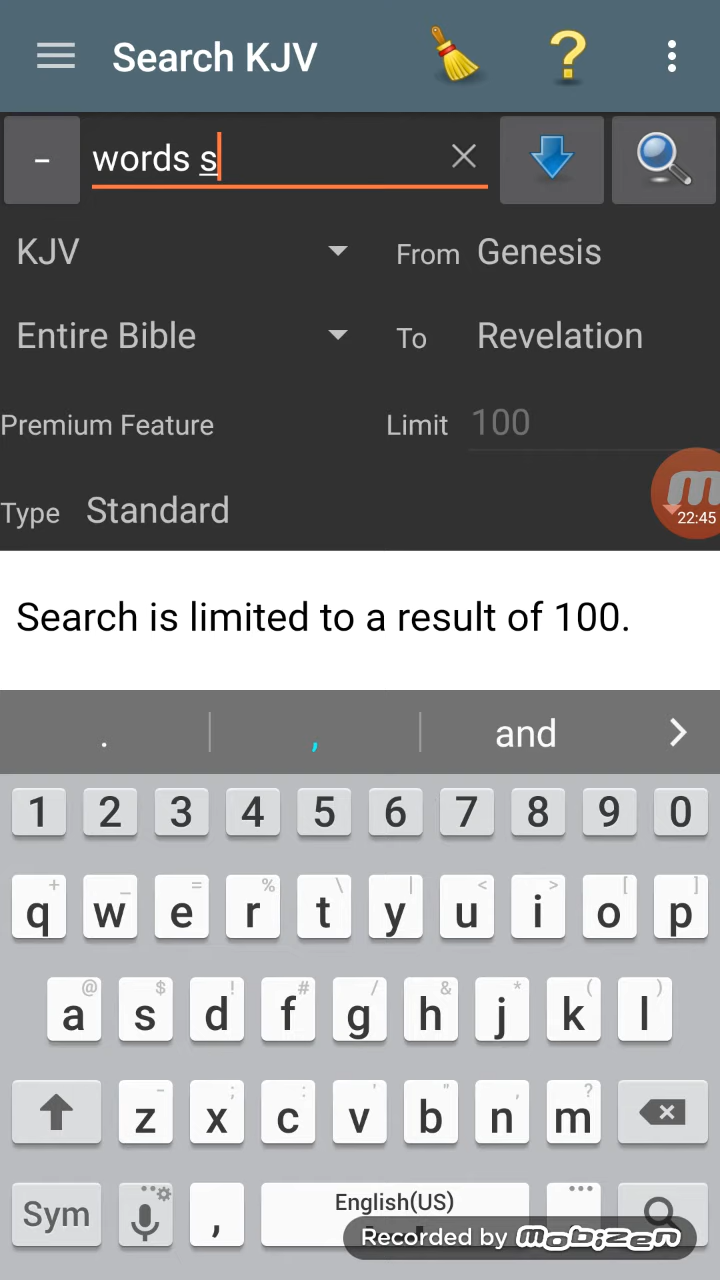 Search KJV
?
- words s
KJV From Genesis
Entire Bible To Revelation
Premium Feature Limit 100
22:45
Type Standard
Search is limited to a result of 100.
. , and
1 2 3 4 5 6 7 8 9 0
+ _ = % \ | < > [ ]
q w e r t y u i o p
@ $ ! # / & * ( )
a s d f g h j k l
- ; : ' " , ?
z x c v b n m
Sym , English(US)
Recorded by mobizen